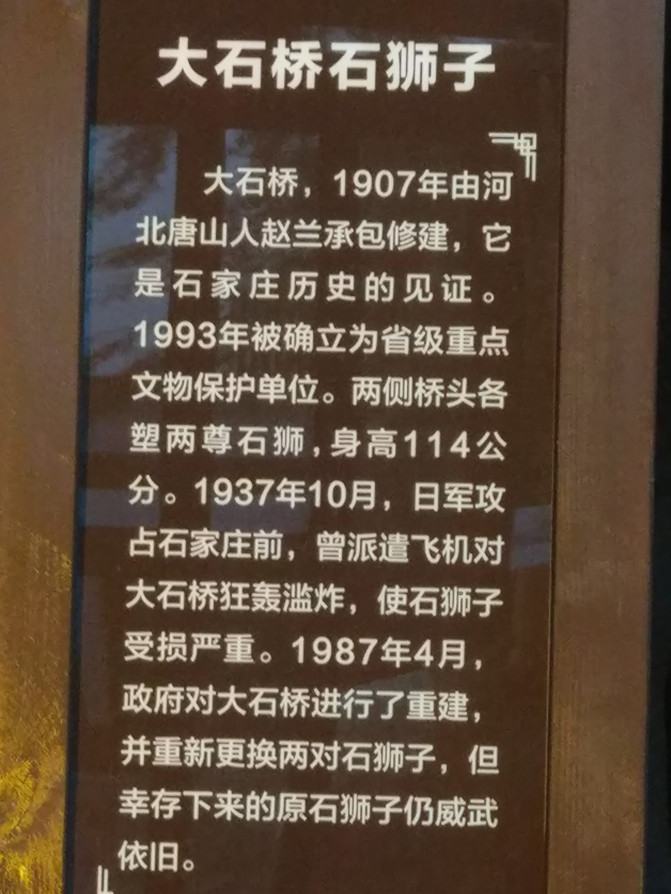 大石桥石狮子
大石桥，1907年由河
北唐山人赵兰承包修建，它
是石家庄历史的见证。
1993年被确立为省级重点
文物保护单位。两侧桥头各
塑两尊石狮，身高114公
分。1937年10月，日军攻
占石家庄前，曾派遣飞机对
大石桥狂轰滥炸，使石狮子
受损严重。1987年4月，
政府对大石桥进行了重建，
并重新更换两对石狮子，但
幸存下来的原石狮子仍威武
依旧。